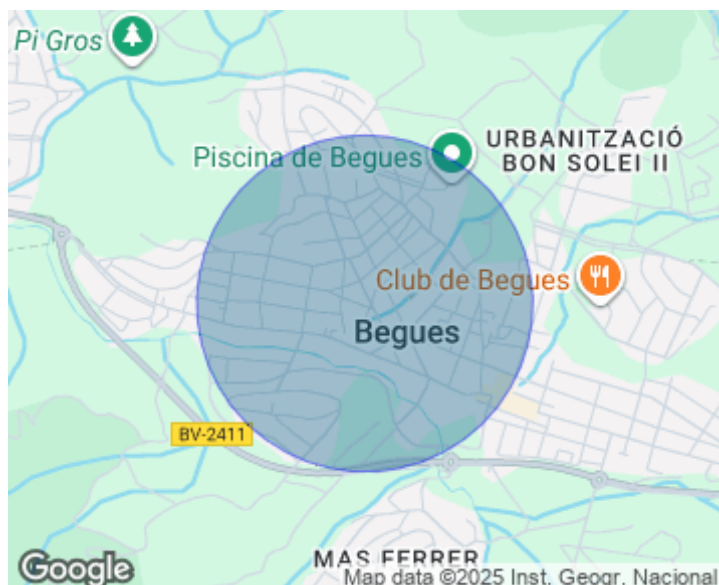 Pi Gros
Piscina de Begues
URBANITZACIÓ
BON SOLEI II
Club de Begues
Begues
BV-2411
MAS FERRER
Google
Map data ©2025 Inst. Geogr. Nacional